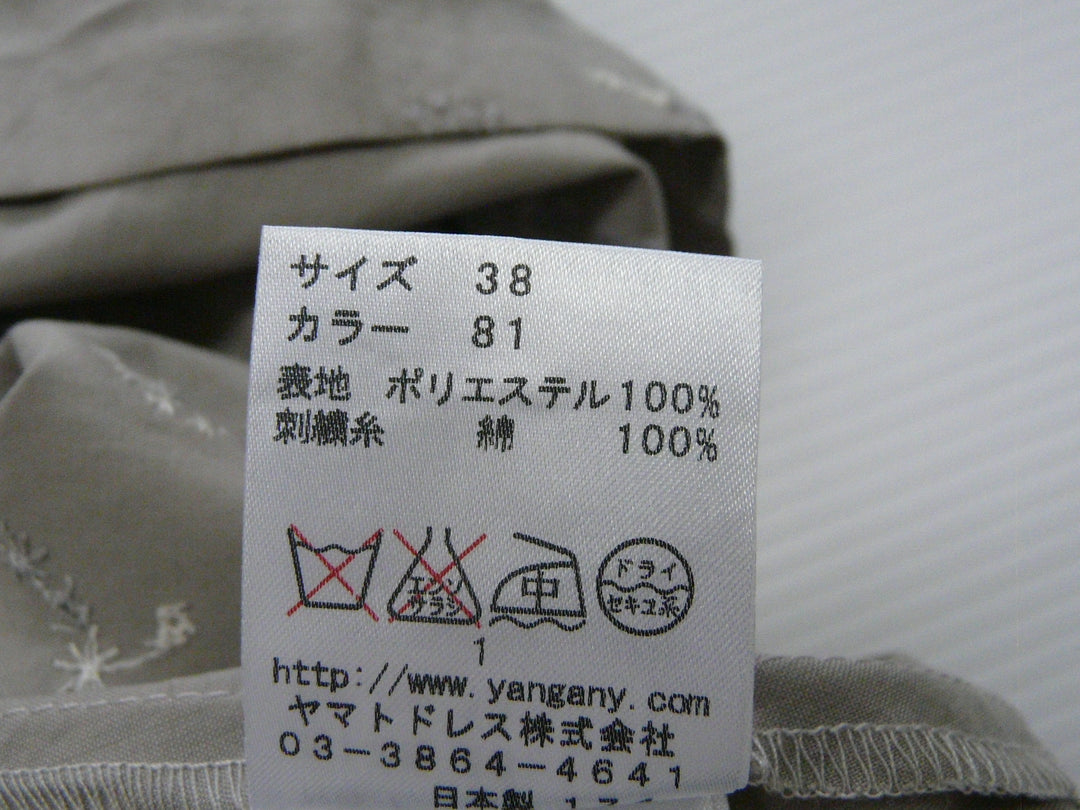 サイズ 38
カラー 81
表地 ポリエステル100%
刺繍糸 綿 100%
エンソ
サラシ
中
ドライ
セキユ系
1
http://www.yangany.com
ヤマトドレス株式会社
03-3864-4641
日本製